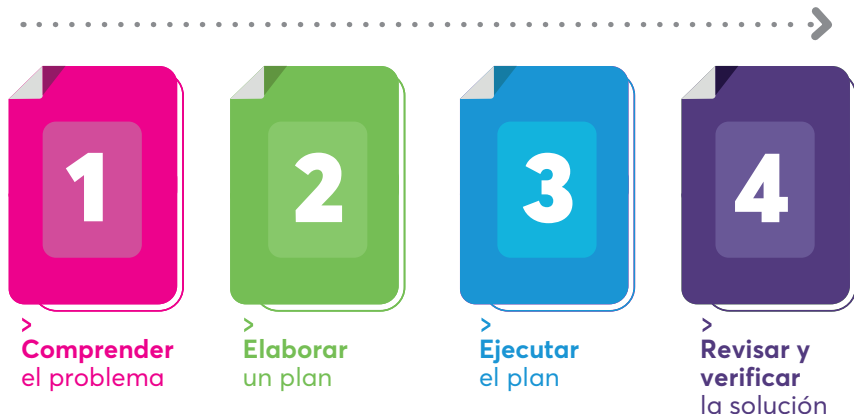 1
2
3
4
>
Comprender
el problema
>
Elaborar
un plan
>
Ejecutar
el plan
>
Revisar y
verificar
la solución